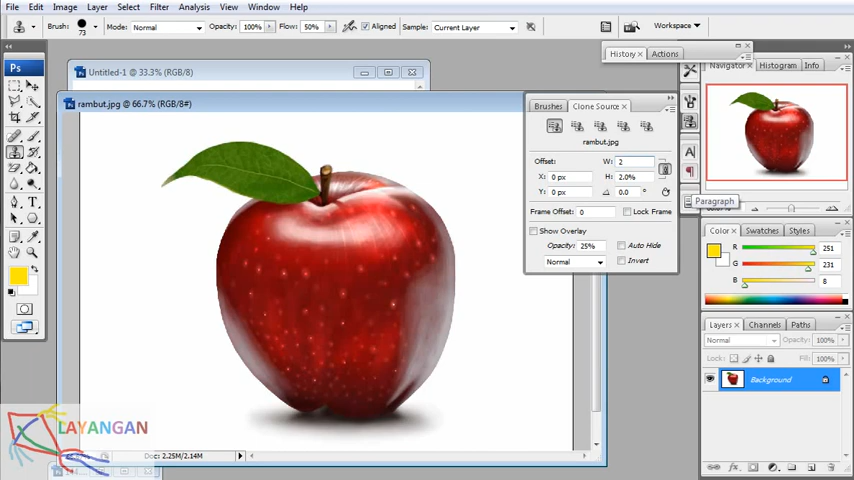 File Edit Image Layer Select Filter Analysis View Window Help
Brush: 73 Mode: Normal Opacity: 100% Flow: 50% Aligned Sample: Current Layer Workspace
History × Actions
Ps
Untitled-1 @ 33.3% (RGB/8)
Navigator Histogram Info
rambut.jpg @ 66.7% (RGB/8#)
Brushes Clone Source ×
rambut.jpg
Offset: W: 2
X: 0 px H: 2.0%
Y: 0 px 0.0 °
Paragraph
Frame Offset: 0 Lock Frame
Show Overlay
Opacity: 25% Auto Hide
Normal Invert
Color × Swatches Styles
R 251
G 231
B 8
Layers × Channels Paths
Normal Opacity: 100%
Lock: Fill: 100%
Background
LAYANGAN
Doc: 2.25M/2.14M